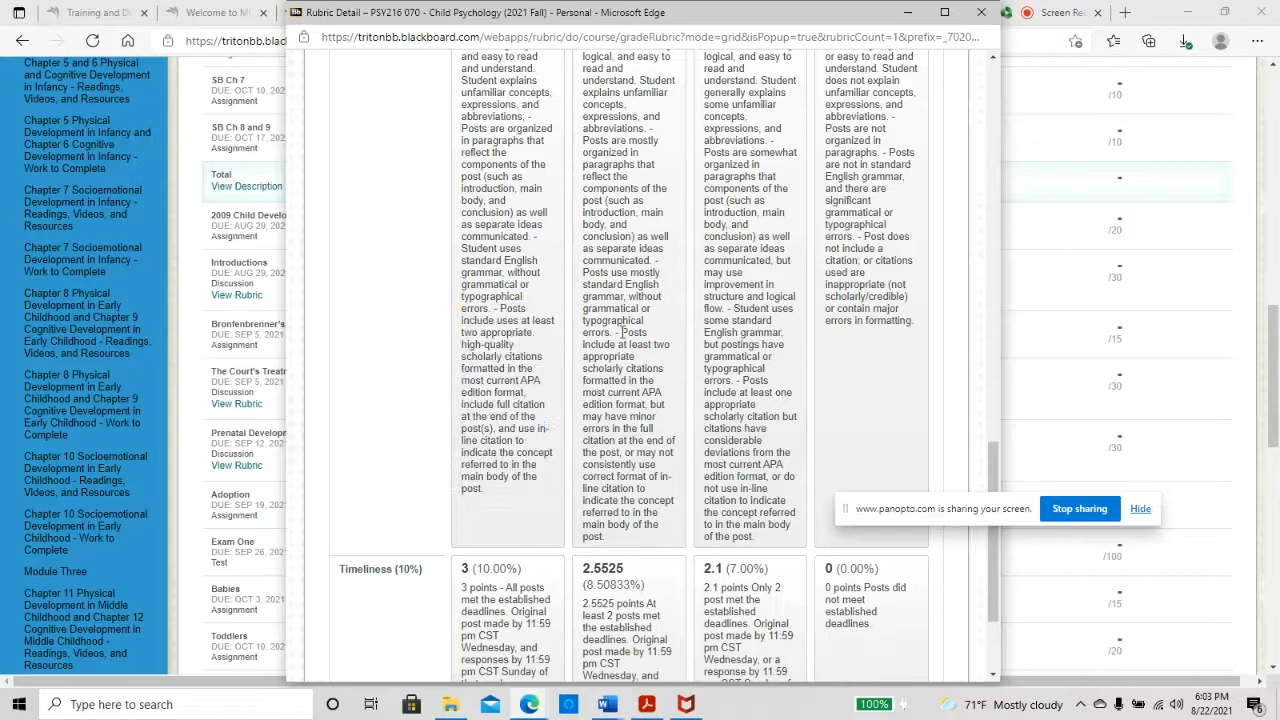 Training and D
Welcome to M
Rubric Detail – PSY216 070 – Child Psychology (2021 Fall) - Personal - Microsoft Edge
Screen Re
https://tritonbb.
https://tritonbb.blackboard.com/webapps/rubric/do/course/gradeRubric?mode=grid&isPopup=true&rubricCount=1&prefix=_7020...
Chapter 5 and 6 Physical
and Cognitive Development
in Infancy - Readings,
Videos, and Resources
Chapter 5 Physical
Development in Infancy and
Chapter 6 Cognitive
Development in Infancy -
Work to Complete
Chapter 7 Socioemotional
Development in Infancy -
Readings, Videos, and
Resources
Chapter 7 Socioemotional
Development in Infancy -
Work to Complete
Chapter 8 Physical
Development in Early
Childhood and Chapter 9
Cognitive Development in
Early Childhood - Readings,
Videos, and Resources
Chapter 8 Physical
Development in Early
Childhood and Chapter 9
Cognitive Development in
Early Childhood - Work to
Complete
Chapter 10 Socioemotional
Development in Early
Childhood - Readings,
Videos, and Resources
Chapter 10 Socioemotional
Development in Early
Childhood - Work to
Complete
Module Three
Chapter 11 Physical
Development in Middle
Childhood and Chapter 12
Cognitive Development in
Middle Childhood -
Readings, Videos, and
Resources
SB Ch 7
DUE: OCT 10, 202
Assignment
SB Ch 8 and 9
DUE: OCT 17, 202
Assignment
Total
View Description
2009 Child Develo
DUE: AUG 29, 202
Assignment
Introductions
DUE: AUG 29, 202
Discussion
View Rubric
Bronfenbrenner's
DUE: SEP 5, 2021
Assignment
The Court's Treatm
DUE: SEP 5, 2021
Discussion
View Rubric
Prenatal Developm
DUE: SEP 12, 202
Discussion
View Rubric
Adoption
DUE: SEP 19, 202
Assignment
Exam One
DUE: SEP 26, 202
Test
Babies
DUE: OCT 3, 2021
Assignment
Toddlers
DUE: OCT 10, 202
Assignment
and easy to read
and understand.
Student explains
unfamiliar concepts,
expressions, and
abbreviations; -
Posts are organized
in paragraphs that
reflect the
components of the
post (such as
introduction, main
body, and
conclusion) as well
as separate ideas
communicated. -
Student uses
standard English
grammar, without
grammatical or
typographical
errors. - Posts
include uses at least
two appropriate.
high-quality
scholarly citations
formatted in the
most current APA
edition format,
include full citation
at the end of the
post(s), and use in-
line citation to
indicate the concept
referred to in the
main body of the
post.
logical, and easy to
read and
understand. Student
explains unfamiliar
concepts,
expressions, and
abbreviations. -
Posts are mostly
organized in
paragraphs that
reflect the
components of the
post (such as
introduction, main
body, and
conclusion) as well
as separate ideas
communicated. -
Posts use mostly
standard English
grammar, without
grammatical or
typographical
errors. - Posts
include at least two
appropriate
scholarly citations
formatted in the
most current APA
edition format, but
may have minor
errors in the full
citation at the end of
the post, or may not
consistently use
correct format of in-
line citation to
indicate the concept
referred to in the
main body of the
post.
logical, and easy to
read and
understand. Student
generally explains
some unfamiliar
concepts,
expressions, and
abbreviations. -
Posts are somewhat
organized in
paragraphs that
components of the
post (such as
introduction, main
body, and
conclusion) as well
as separate ideas
communicated, but
may use
improvement in
structure and logical
flow. - Student uses
some standard
English grammar,
but postings have
grammatical or
typographical
errors. - Posts
include at least one
appropriate
scholarly citation but
citations have
considerable
deviations from the
most current APA
edition format, or do
not use in-line
citation to indicate
the concept referred
to in the main body
of the post.
or easy to read and
understand. Student
does not explain
unfamiliar concepts,
expressions, and
abbreviations. -
Posts are not
organized in
paragraphs. - Posts
are not in standard
English grammar,
and there are
significant
grammatical or
typographical
errors. - Post does
not include a
citation; or citations
used are
inappropriate (not
scholarly/credible)
or contain major
errors in formatting.
Timeliness (10%)
3 (10.00%)
3 points - All posts
met the established
deadlines. Original
post made by 11:59
pm CST
Wednesday, and
responses by 11:59
pm CST Sunday of
2.5525
(8.50833%)
2.5525 points At
least 2 posts met
the established
deadlines. Original
post made by 11:59
pm CST
Wednesday, and
2.1 (7.00%)
2.1 points Only 2
post met the
established
deadlines. Original
post made by 11:59
pm CST
Wednesday, or a
response by 11:59
pm CST Sunday of
0 (0.00%)
0 points Posts did
not meet
established
deadlines.
-
/10
-
/10
-
-
/20
-
/30
-
/15
-
/30
-
/30
www.panopto.com is sharing your screen.
Stop sharing
Hide
-
/100
-
/15
-
/20
Type here to search
100%
71°F Mostly cloudy
6:03 PM
8/22/2021
6